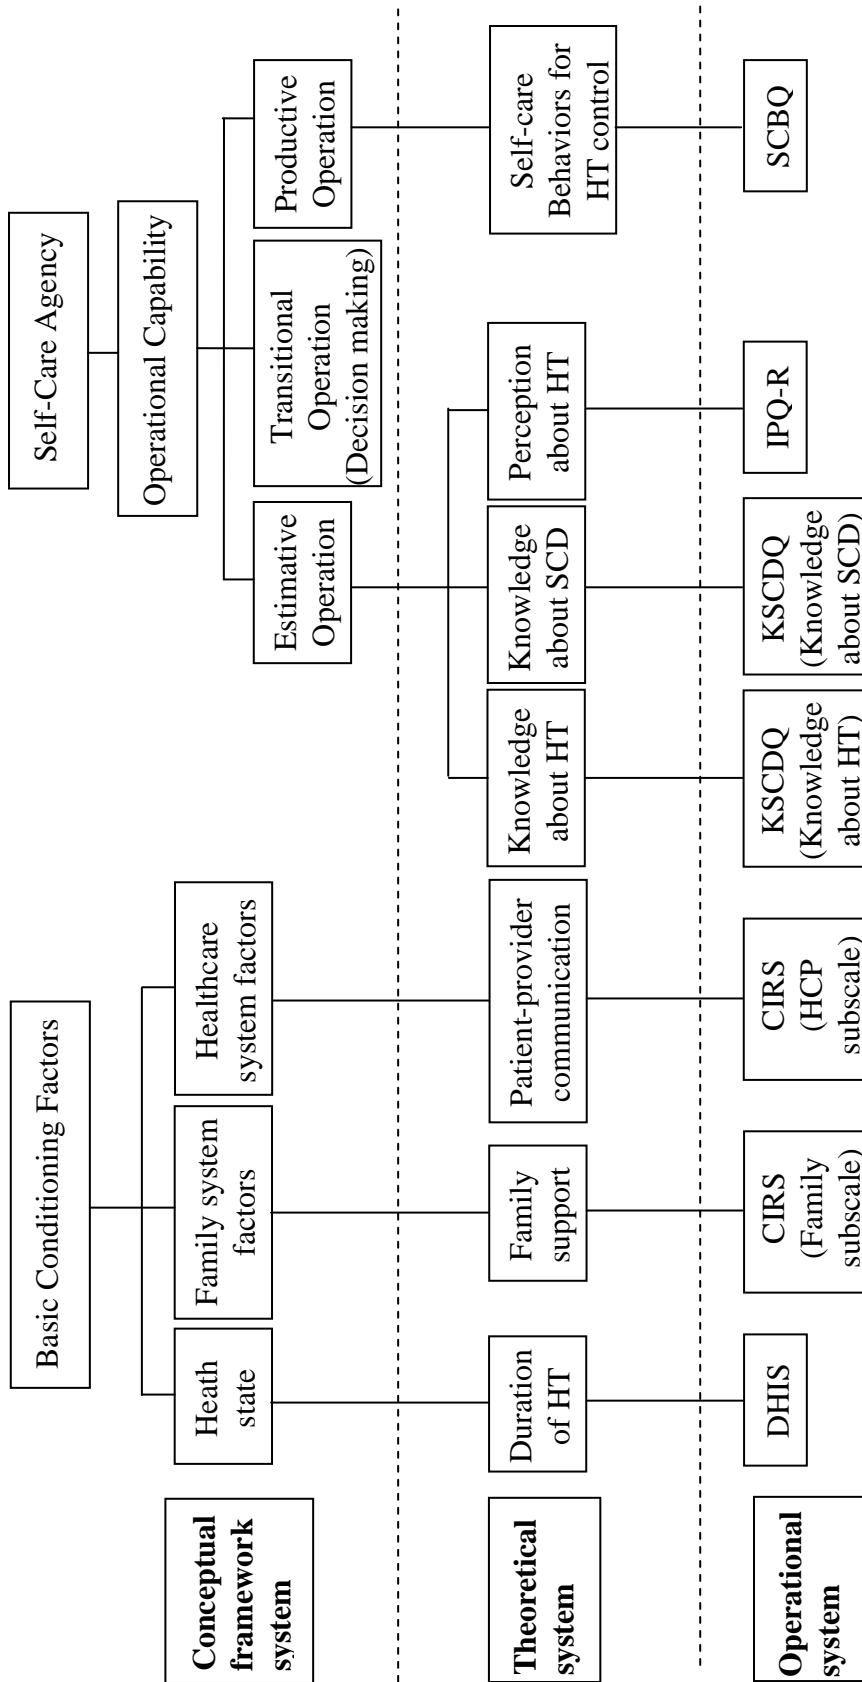 Basic Conditioning Factors
Self-Care Agency
Operational Capability
Conceptual
framework
system
Heath
state
Family system
factors
Healthcare
system factors
Estimative
Operation
Transitional
Operation
(Decision making)
Productive
Operation
Theoretical
system
Duration
of HT
Family
support
Patient-provider
communication
Knowledge
about HT
Knowledge
about SCD
Perception
about HT
Self-care
Behaviors for
HT control
Operational
system
DHIS
CIRS
(Family
subscale)
CIRS
(HCP
subscale)
KSCDQ
(Knowledge
about HT)
KSCDQ
(Knowledge
about SCD)
IPQ-R
SCBQ